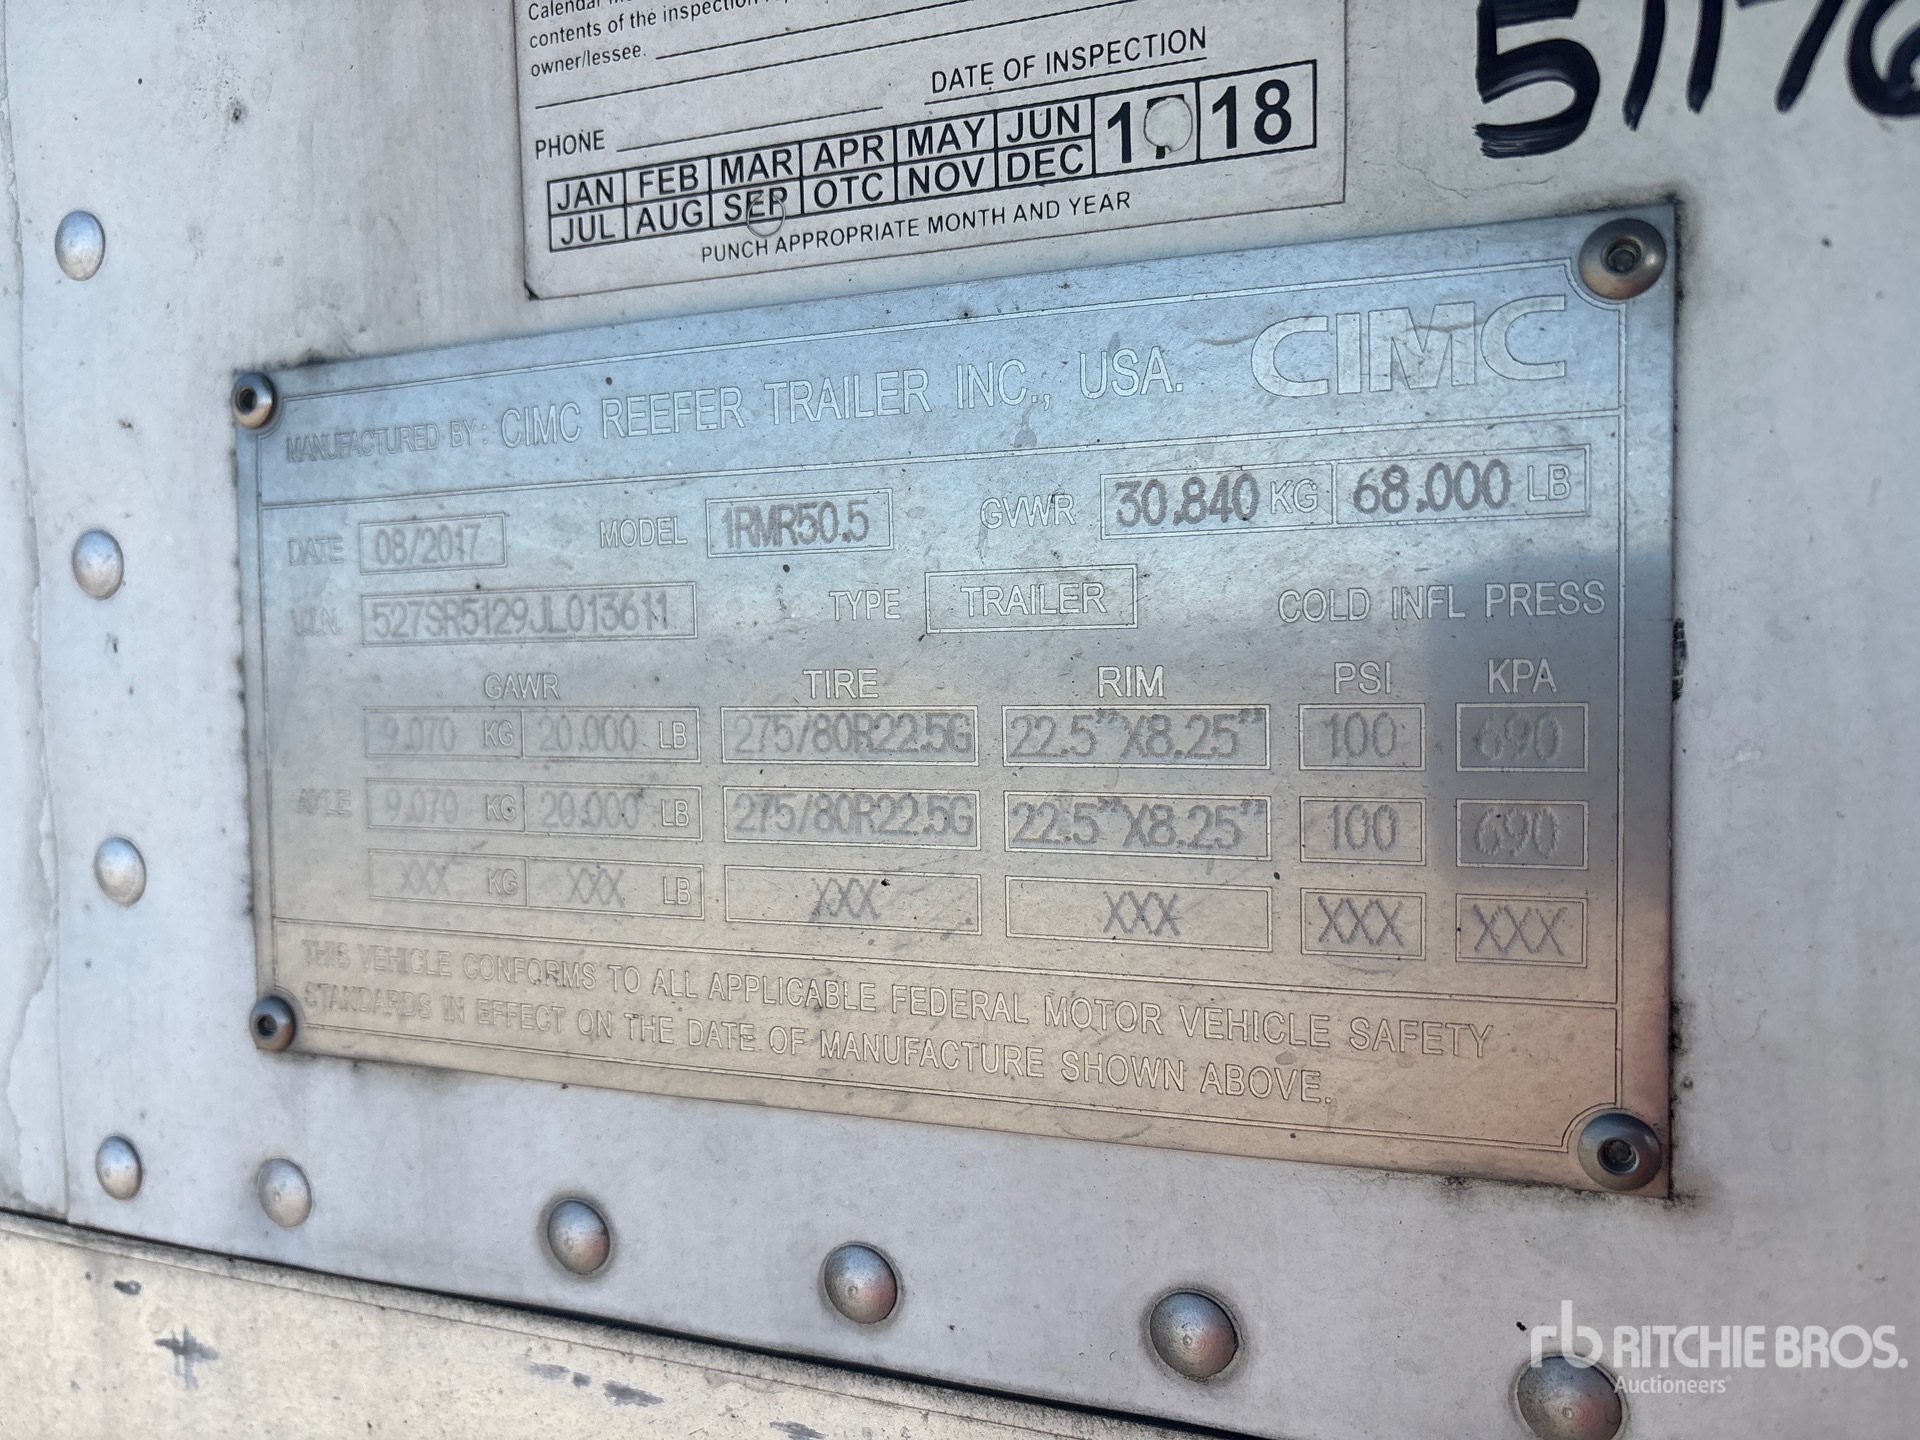 Calendar
contents of the inspection
owner/lessee.
DATE OF INSPECTION
PHONE
JAN FEB MAR APR MAY JUN 17 18
JUL AUG SEP OTC NOV DEC
PUNCH APPROPRIATE MONTH AND YEAR
51176
MANUFACTURED BY: CIMC REEFER TRAILER INC., USA. CIMC
DATE 08/2017 MODEL 1RMR50.5 GVWR 30.840 KG 68.000 LB
V.I.N. 527SR5129JL013611 TYPE TRAILER COLD INFL PRESS
GAWR TIRE RIM PSI KPA
9.070 KG 20.000 LB 275/80R22.5G 22.5"X8.25" 100 690
AXLE 9.070 KG 20.000 LB 275/80R22.5G 22.5"X8.25" 100 690
XXX KG XXX LB XXX XXX XXX XXX
THIS VEHICLE CONFORMS TO ALL APPLICABLE FEDERAL MOTOR VEHICLE SAFETY
STANDARDS IN EFFECT ON THE DATE OF MANUFACTURE SHOWN ABOVE.
rb RITCHIE BROS.
Auctioneers